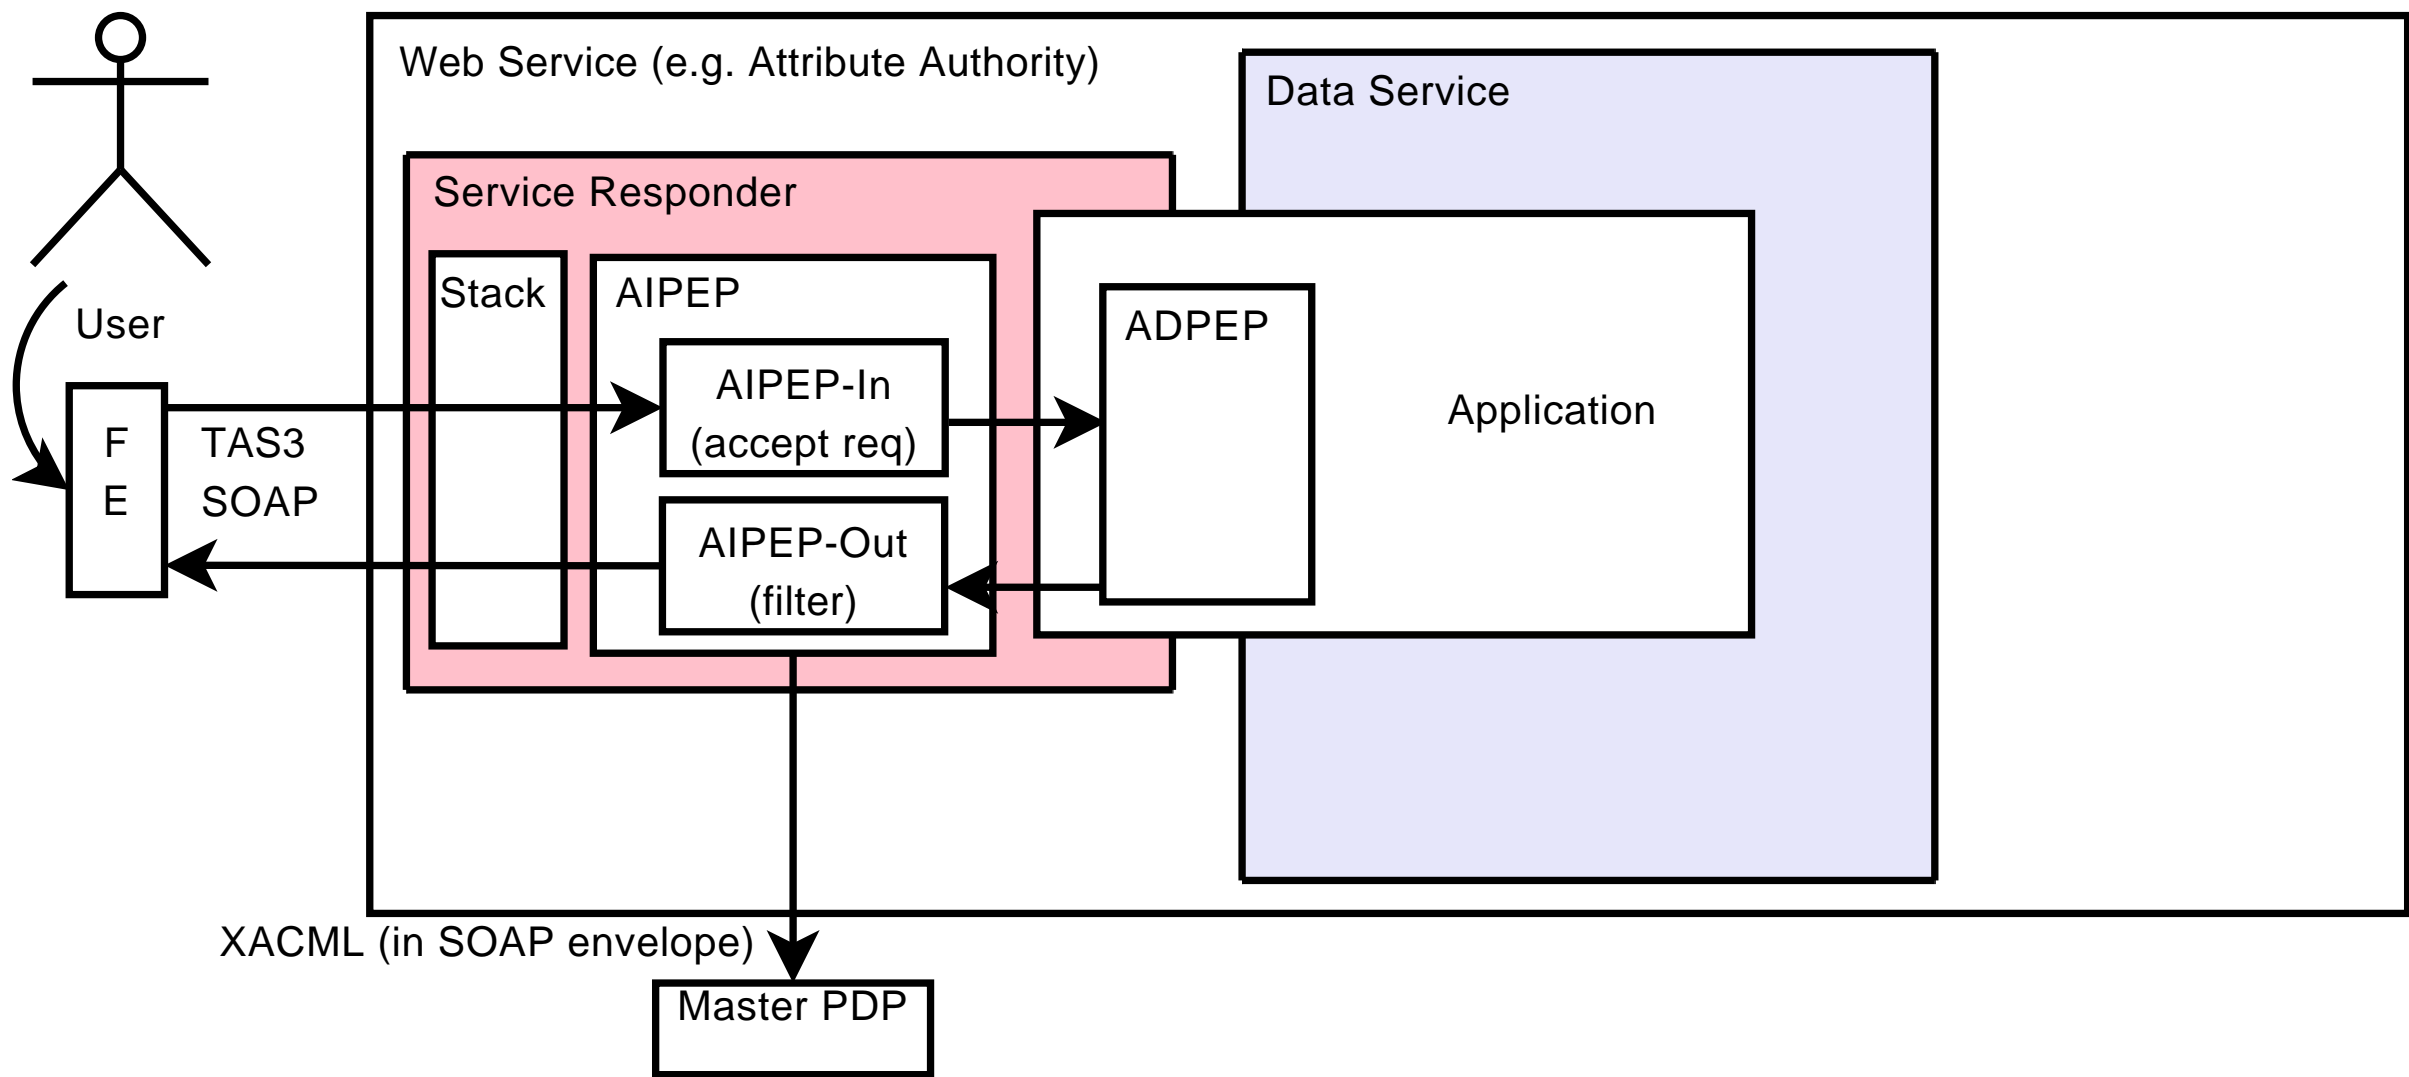 Web Service (e.g. Attribute Authority)
Data Service
Service Responder
Stack
AIPEP
User
ADPEP
AIPEP-In
(accept req)
Application
F
E
TAS3
SOAP
AIPEP-Out
(filter)
XACML (in SOAP envelope)
Master PDP